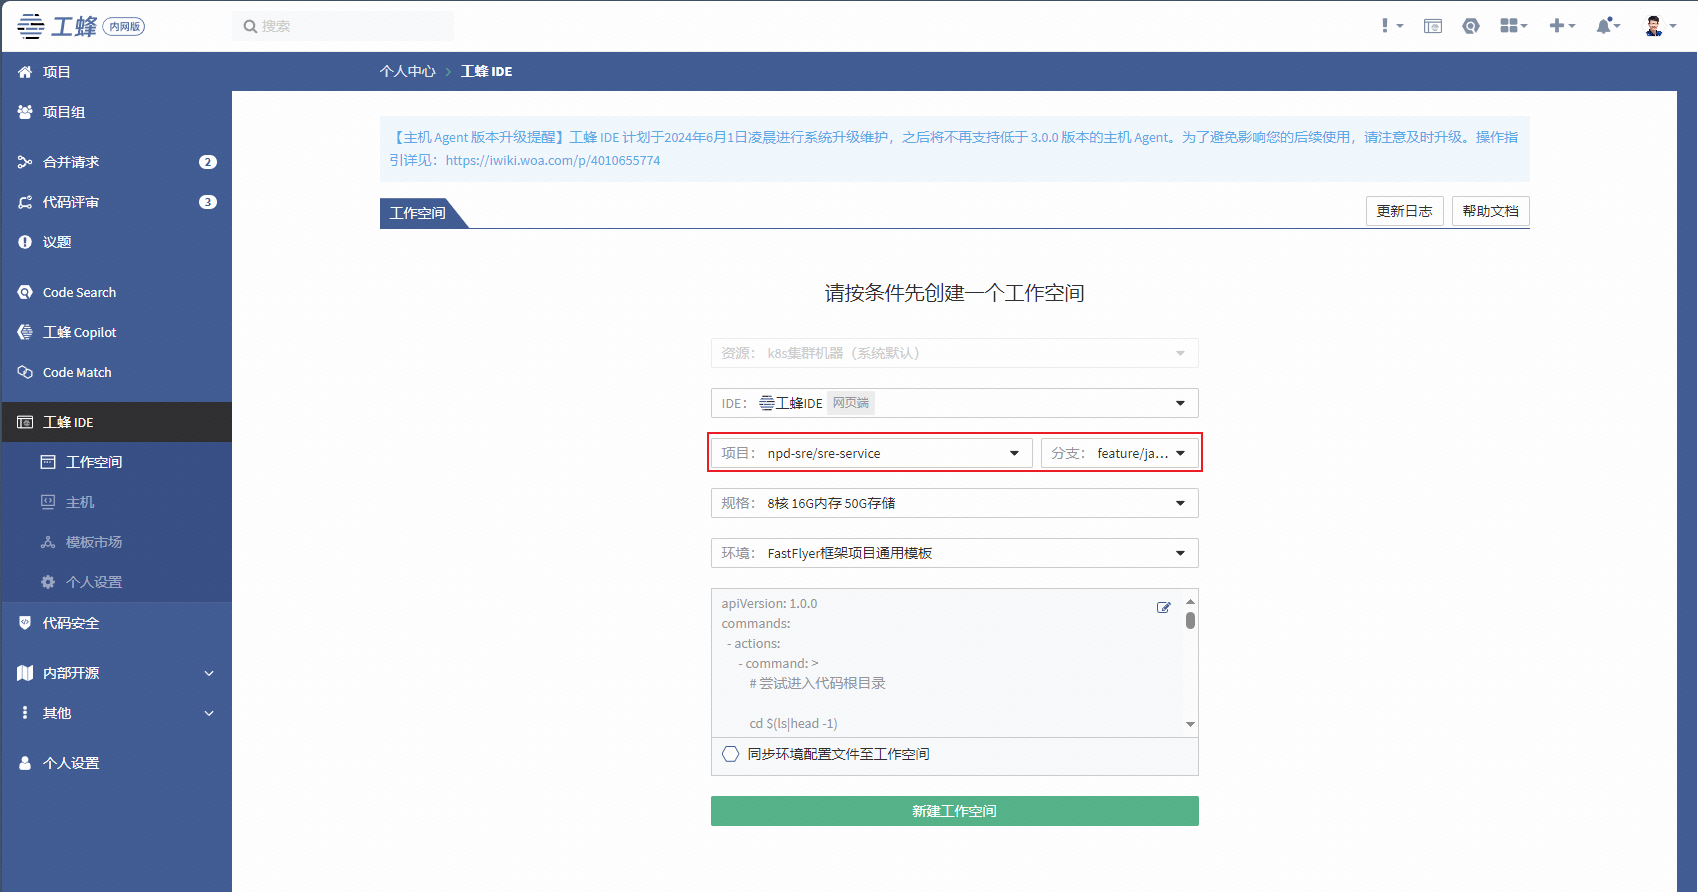 工蜂 内网版
搜索
项目
项目组
合并请求 2
代码评审 3
议题
Code Search
工蜂 Copilot
Code Match
工蜂 IDE
工作空间
主机
模板市场
个人设置
代码安全
内部开源
其他
个人设置
个人中心 > 工蜂 IDE
【主机 Agent 版本升级提醒】工蜂 IDE 计划于2024年6月1日凌晨进行系统升级维护，之后将不再支持低于 3.0.0 版本的主机 Agent。为了避免影响您的后续使用，请注意及时升级。操作指
引详见：https://iwiki.woa.com/p/4010655774
工作空间
更新日志 帮助文档
请按条件先创建一个工作空间
资源： k8s集群机器（系统默认）
IDE： 工蜂IDE 网页端
项目： npd-sre/sre-service 分支： feature/ja...
规格： 8核 16G内存 50G存储
环境： FastFlyer框架项目通用模板
apiVersion: 1.0.0
commands:
- actions:
- command: >
# 尝试进入代码根目录
cd $(ls|head -1)
同步环境配置文件至工作空间
新建工作空间